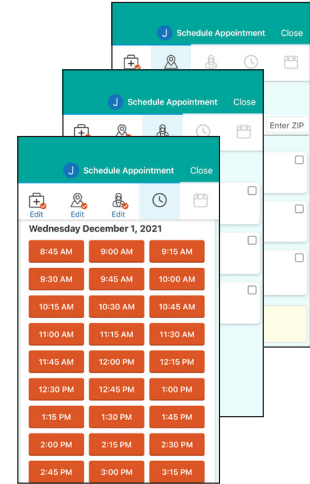 J Schedule Appointment Close
Enter ZIP
J Schedule Appointment Close
J Schedule Appointment Close
Edit Edit Edit
Wednesday December 1, 2021
8:45 AM 9:00 AM 9:15 AM
9:30 AM 9:45 AM 10:00 AM
10:15 AM 10:30 AM 10:45 AM
11:00 AM 11:15 AM 11:30 AM
11:45 AM 12:00 PM 12:15 PM
12:30 PM 12:45 PM 1:00 PM
1:15 PM 1:30 PM 1:45 PM
2:00 PM 2:15 PM 2:30 PM
2:45 PM 3:00 PM 3:15 PM